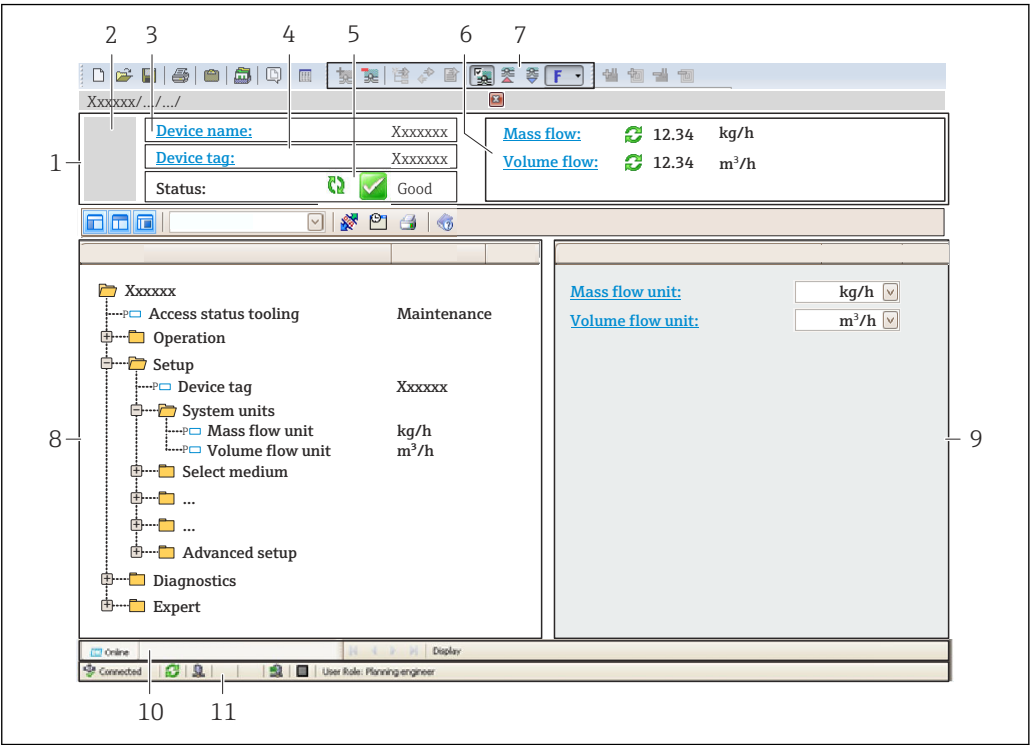 2 3 4 5 6 7
F
Xxxxxx/.../.../
1
Device name: Xxxxxxx
Device tag: Xxxxxxx
Status: Good
Mass flow: 12.34 kg/h
Volume flow: 12.34 m³/h
Xxxxxx
P Access status tooling Maintenance
Operation
Setup
P Device tag Xxxxxx
System units
P Mass flow unit kg/h
P Volume flow unit m³/h
Select medium
...
...
Advanced setup
Diagnostics
Expert
8
Mass flow unit: kg/h
Volume flow unit: m³/h
9
Online Display
Connected User Role: Planning engineer
10 11